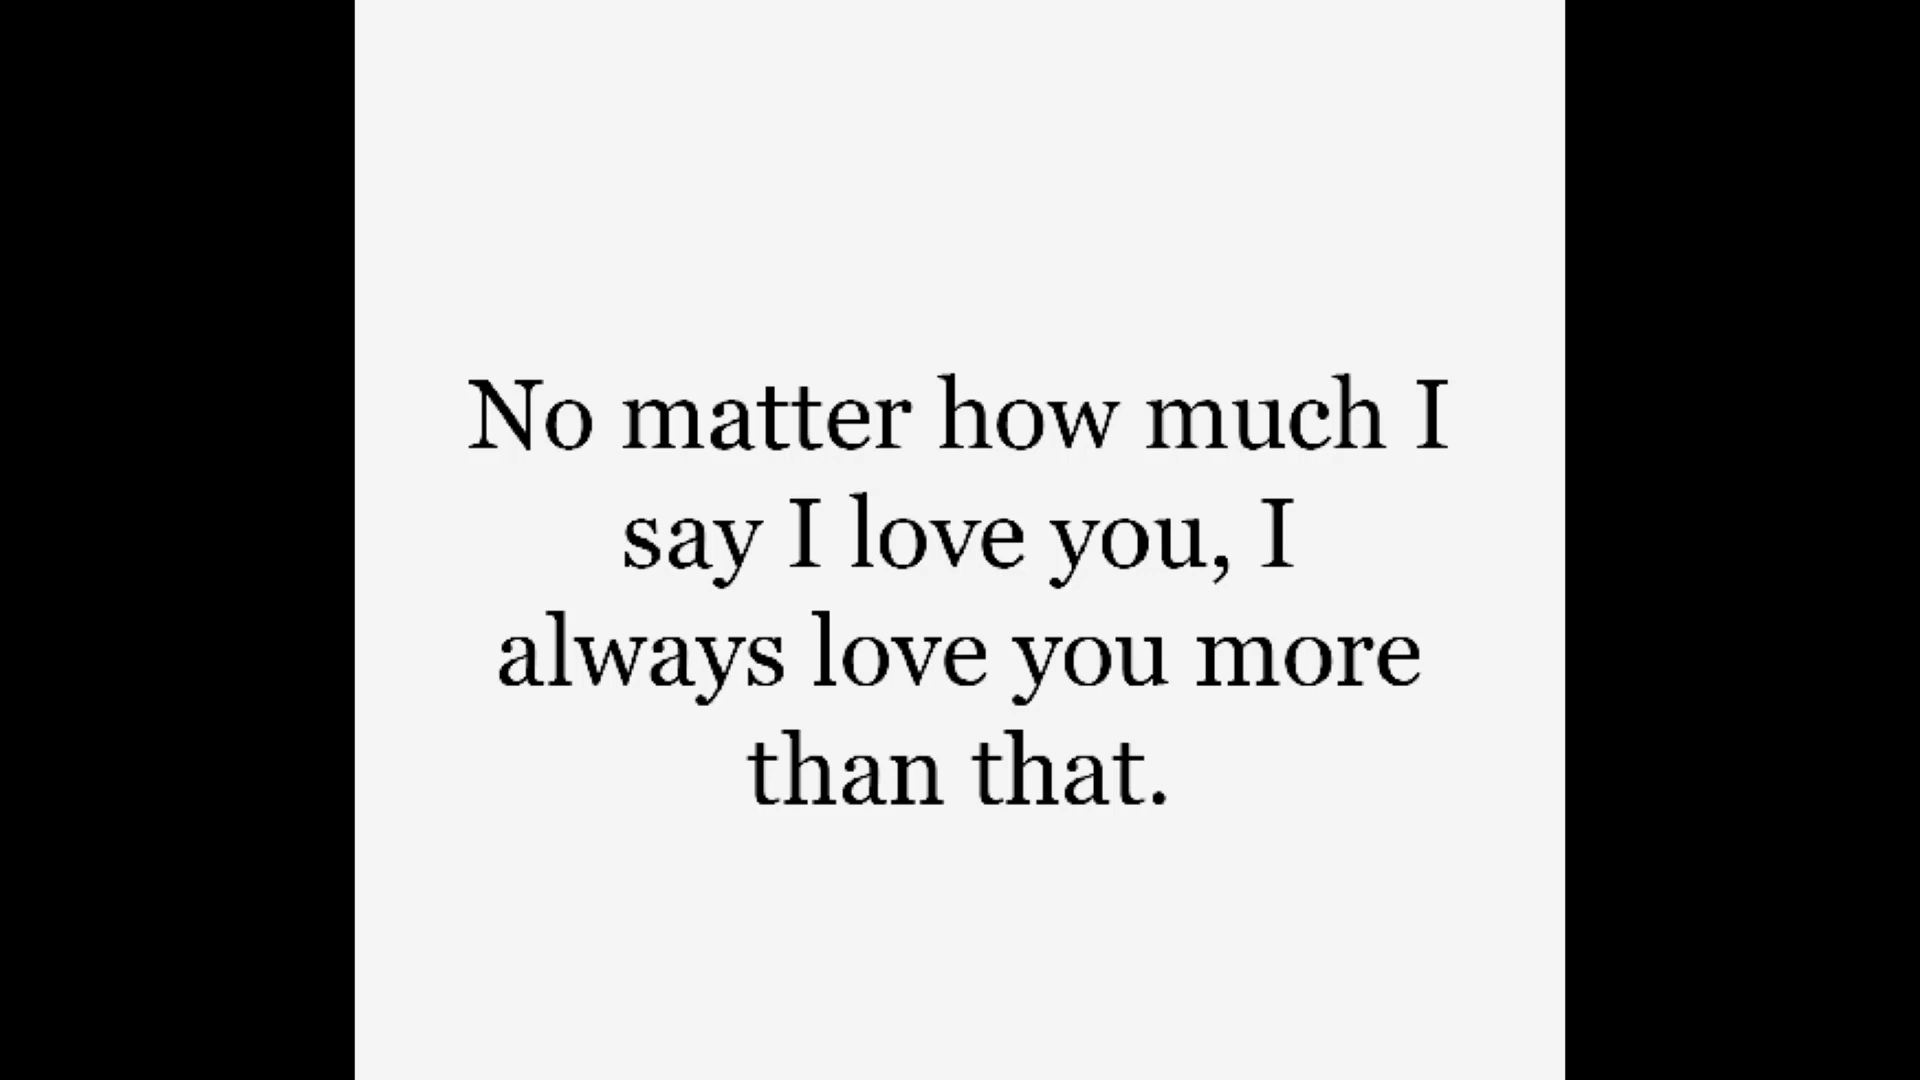 No matter how much I
say I love you, I
always love you more
than that.